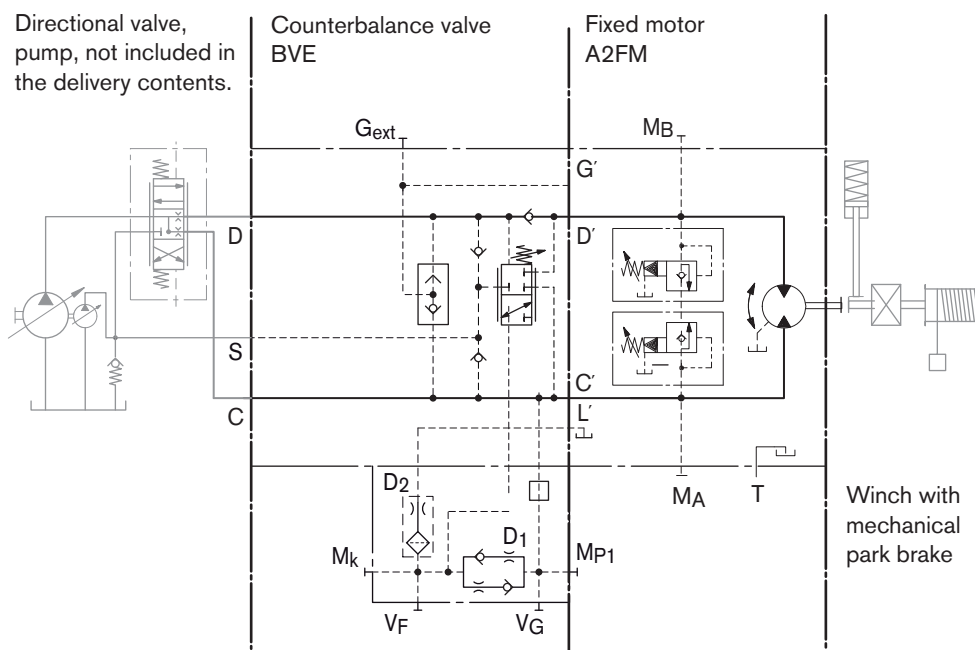 Directional valve,
pump, not included in
the delivery contents.
Counterbalance valve
BVE
Fixed motor
A2FM
Gext
MB
G′
D
D′
S
C′
C
L′
D2
MA
T
D1
Mk
MP1
VF
VG
Winch with
mechanical
park brake